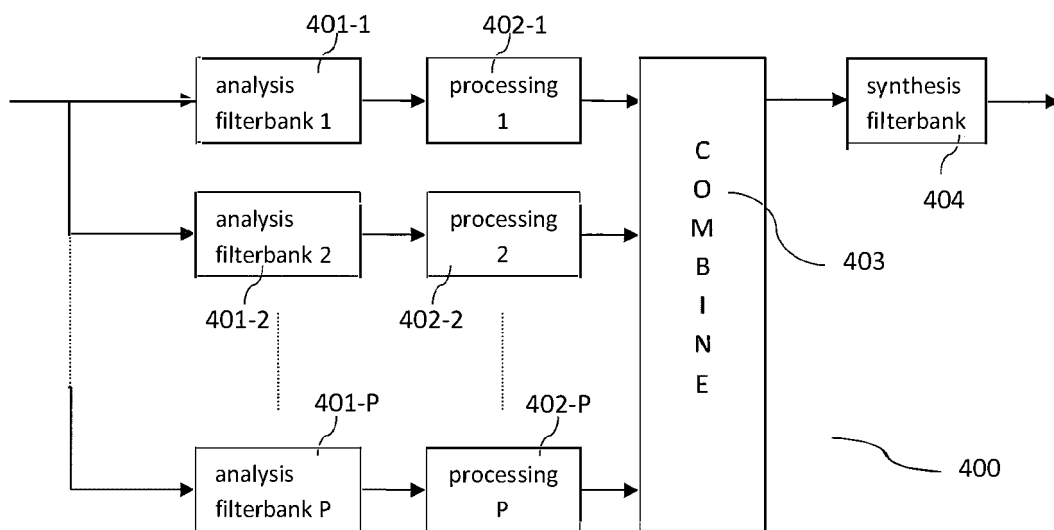 401-1
402-1
analysis
filterbank 1
processing
1
synthesis
filterbank
404
analysis
filterbank 2
processing
2
401-2
402-2
C
O
M
B
I
N
E
403
401-P
402-P
analysis
filterbank P
processing
P
400